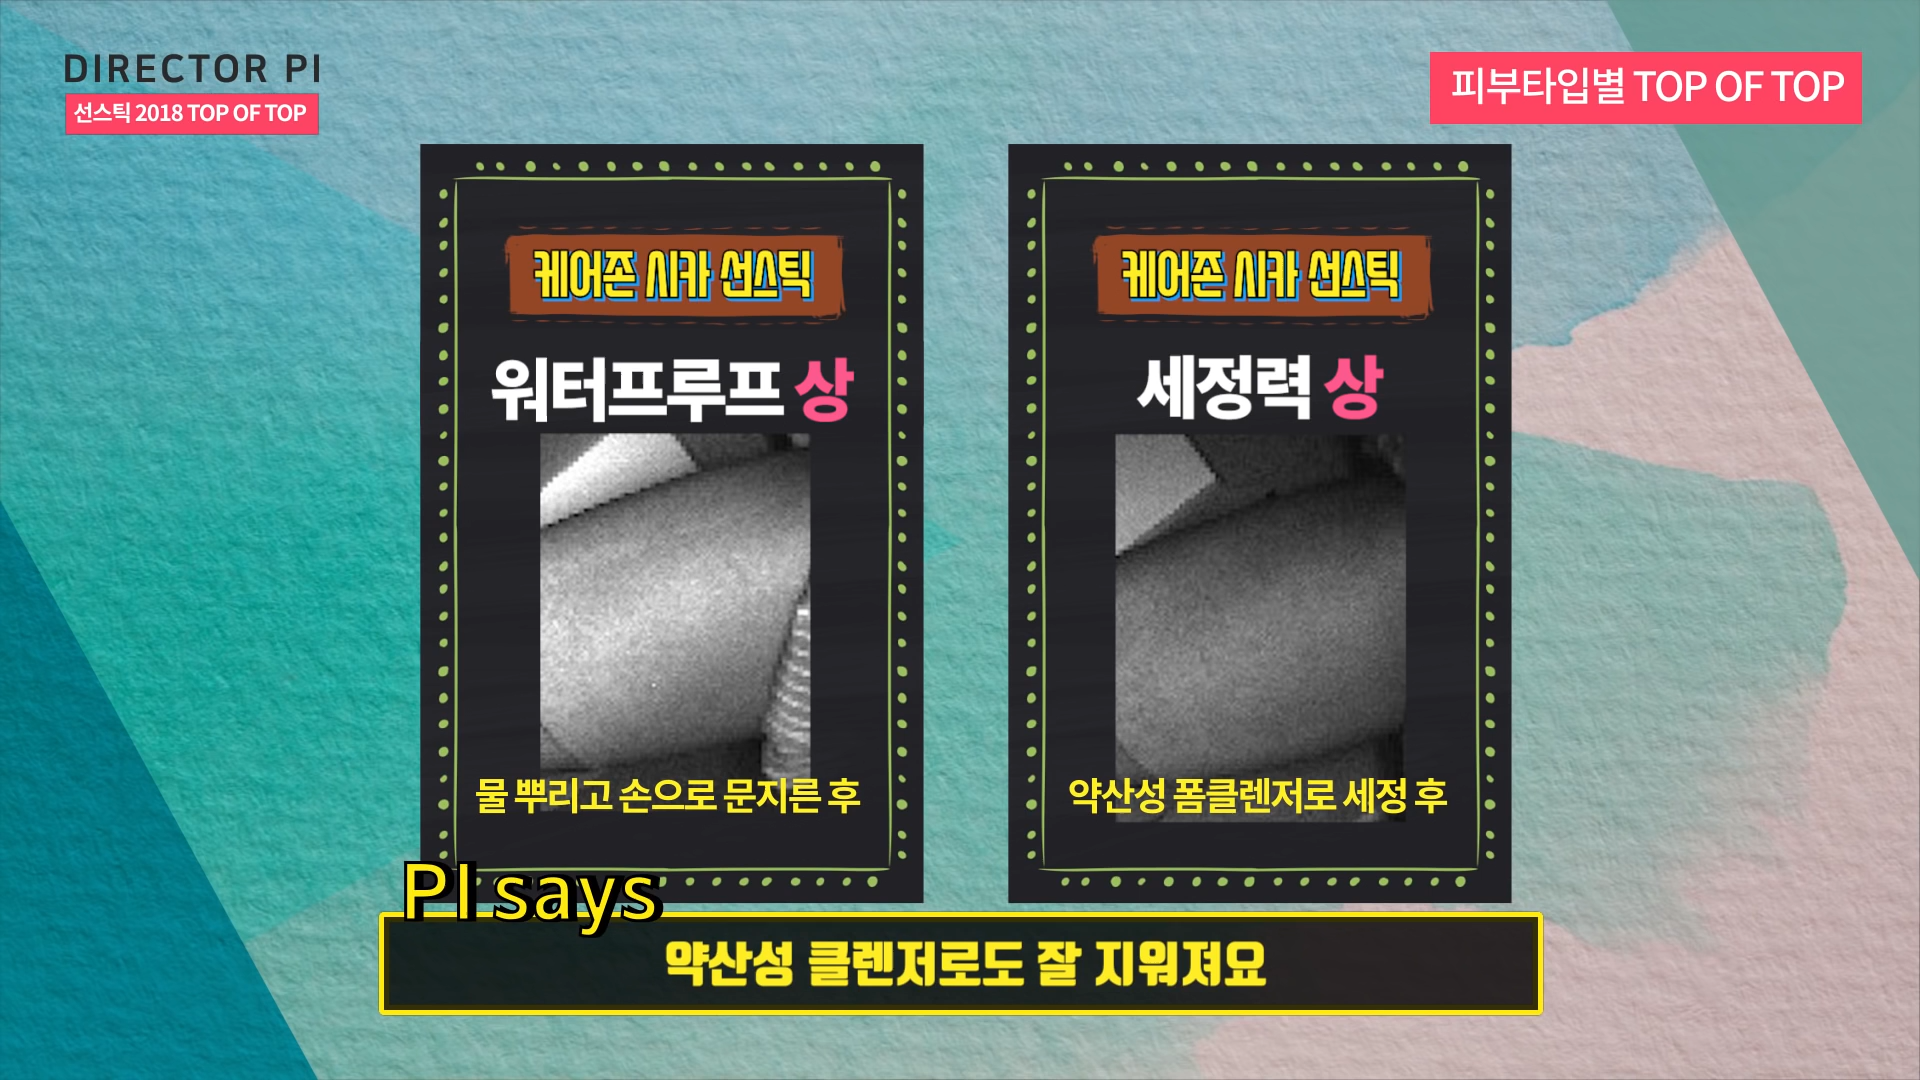 DIRECTOR PI
선스틱 2018 TOP OF TOP
피부타입별 TOP OF TOP
케어존 시카 선스틱
워터프루프 상
물 뿌리고 손으로 문지른 후
케어존 시카 선스틱
세정력 상
약산성 폼클렌저로 세정 후
PI says
약산성 클렌저로도 잘 지워져요